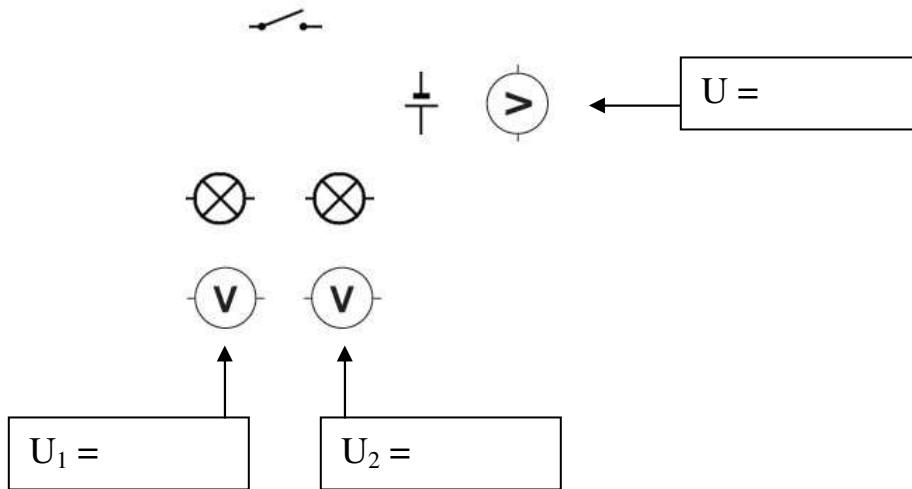 V
U =
V V
U₁ = U₂ =